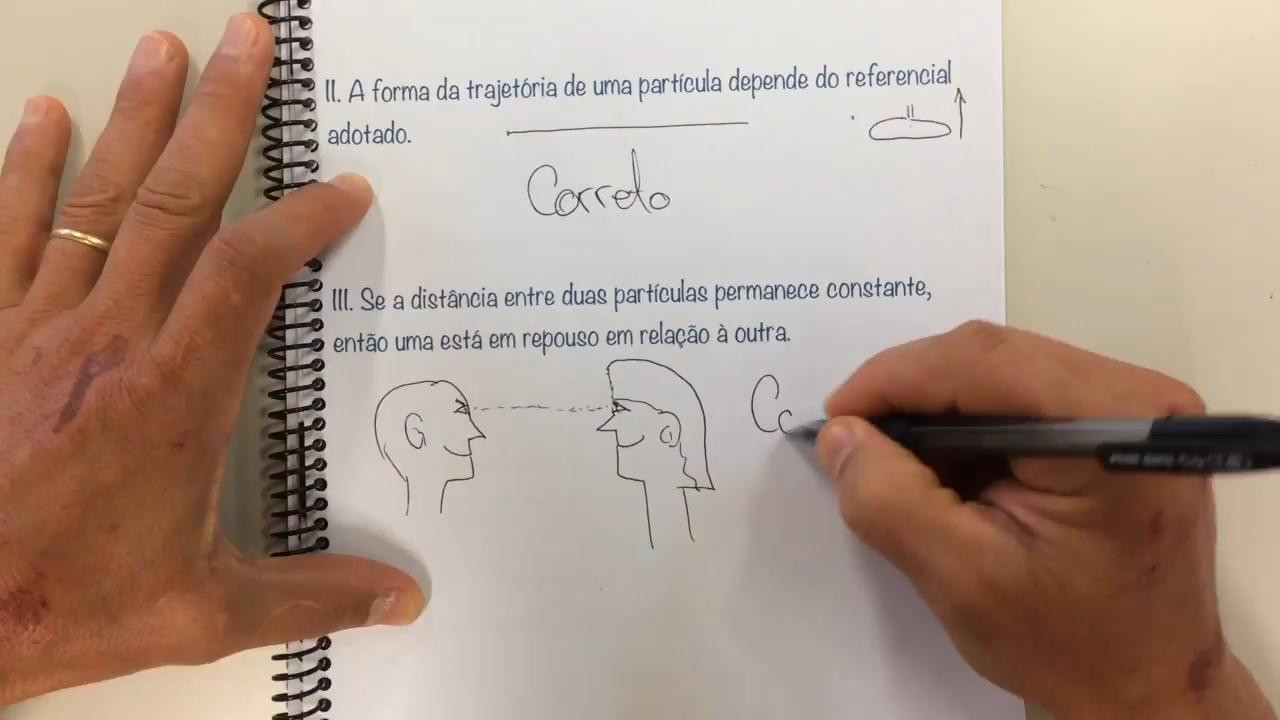 II. A forma da trajetória de uma partícula depende do referencial
adotado.
Correto
III. Se a distância entre duas partículas permanece constante,
então uma está em repouso em relação à outra.
Co